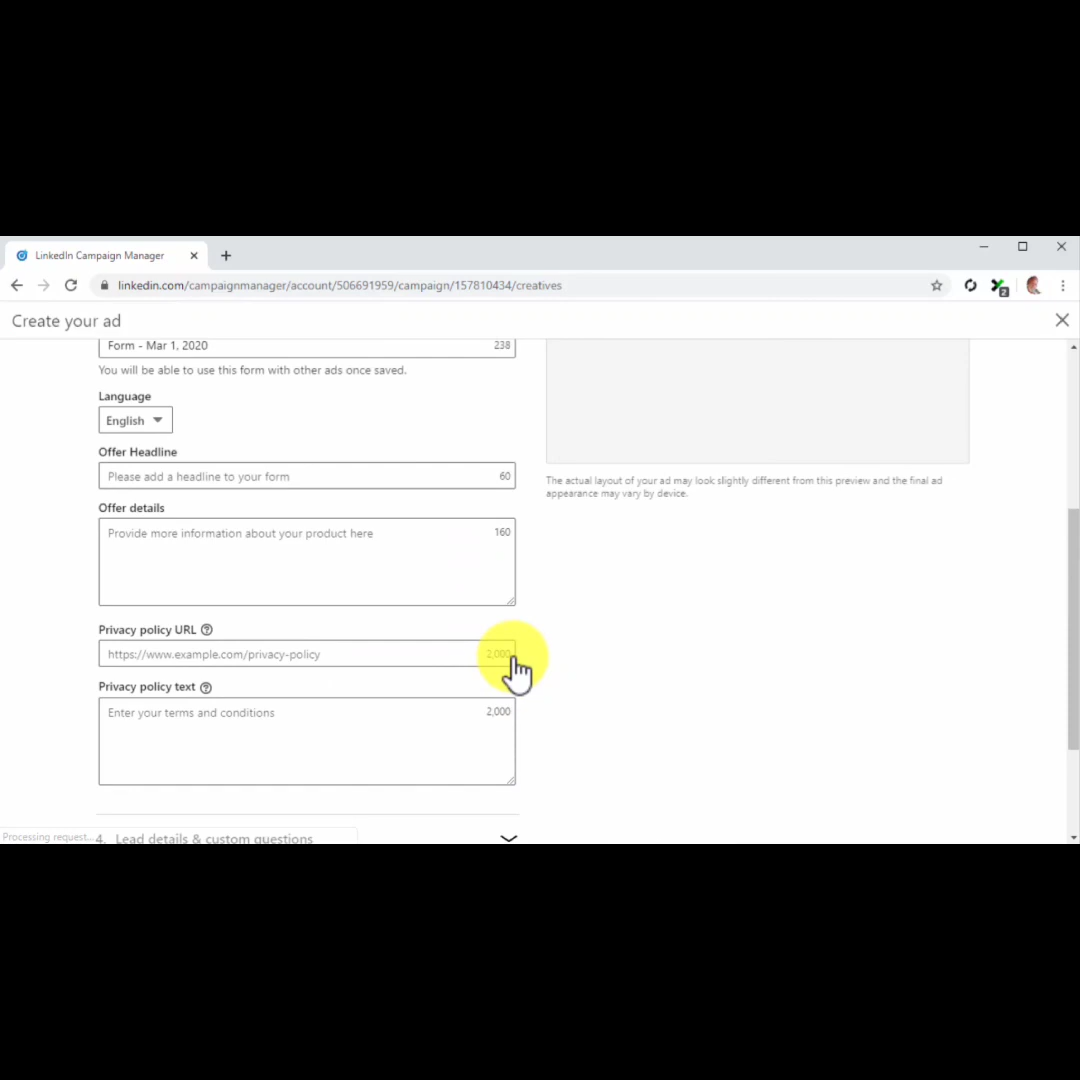 LinkedIn Campaign Manager
linkedin.com/campaignmanager/account/506691959/campaign/157810434/creatives
2
Create your ad
Form - Mar 1, 2020 238
You will be able to use this form with other ads once saved.
Language
English
Offer Headline
Please add a headline to your form 60
The actual layout of your ad may look slightly different from this preview and the final ad
appearance may vary by device.
Offer details
Provide more information about your product here 160
Privacy policy URL
https://www.example.com/privacy-policy 2,000
Privacy policy text
Enter your terms and conditions 2,000
Processing request...
4. Lead details & custom questions